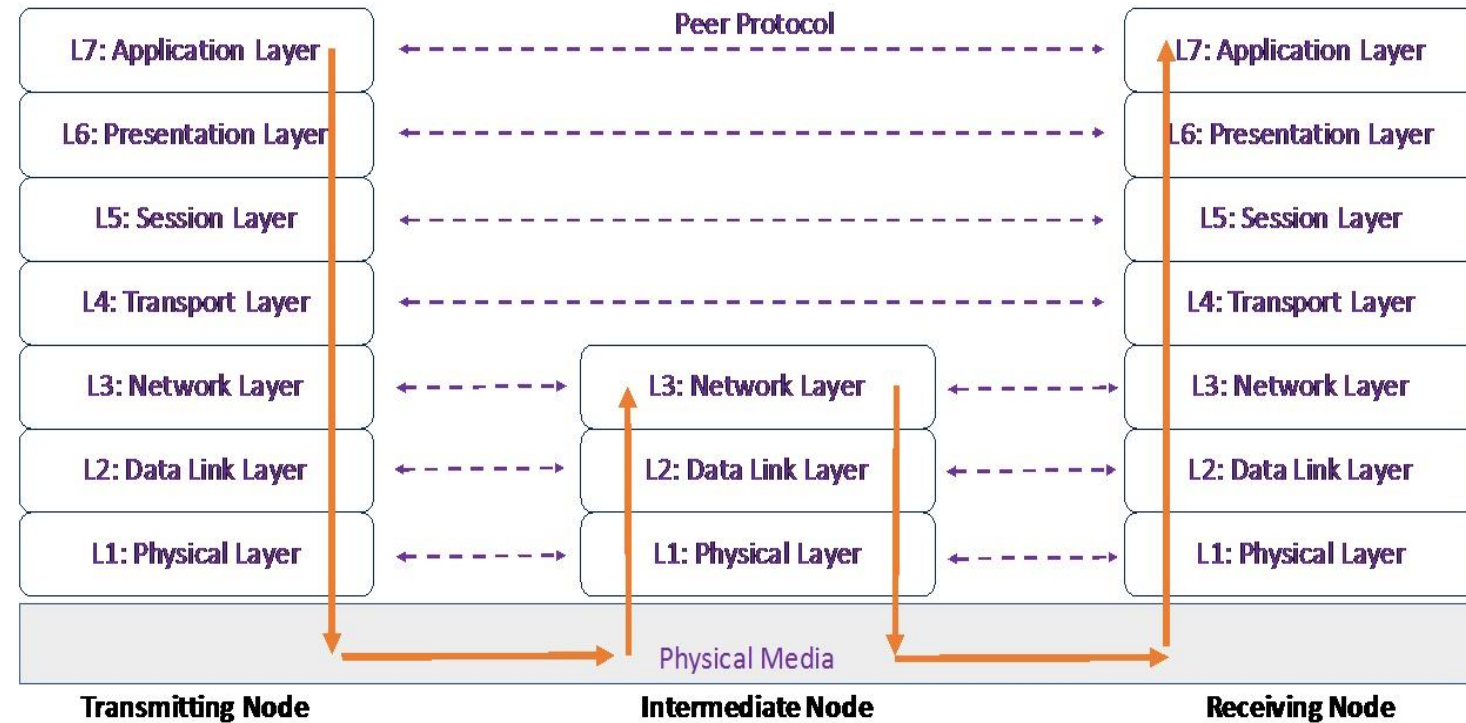 Peer Protocol
L7: Application Layer
L7: Application Layer
L6: Presentation Layer
L6: Presentation Layer
L5: Session Layer
L5: Session Layer
L4: Transport Layer
L4: Transport Layer
L3: Network Layer
L3: Network Layer
L3: Network Layer
L2: Data Link Layer
L2: Data Link Layer
L2: Data Link Layer
L1: Physical Layer
L1: Physical Layer
L1: Physical Layer
Physical Media
Transmitting Node
Intermediate Node
Receiving Node